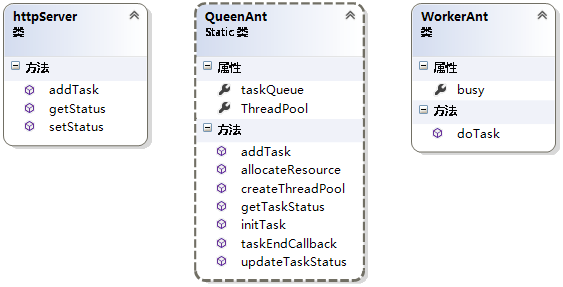 httpServer
类
方法
addTask
getStatus
setStatus
QueenAnt
Static 类
属性
taskQueue
ThreadPool
方法
addTask
allocateResource
createThreadPool
getTaskStatus
initTask
taskEndCallback
updateTaskStatus
WorkerAnt
类
属性
busy
方法
doTask